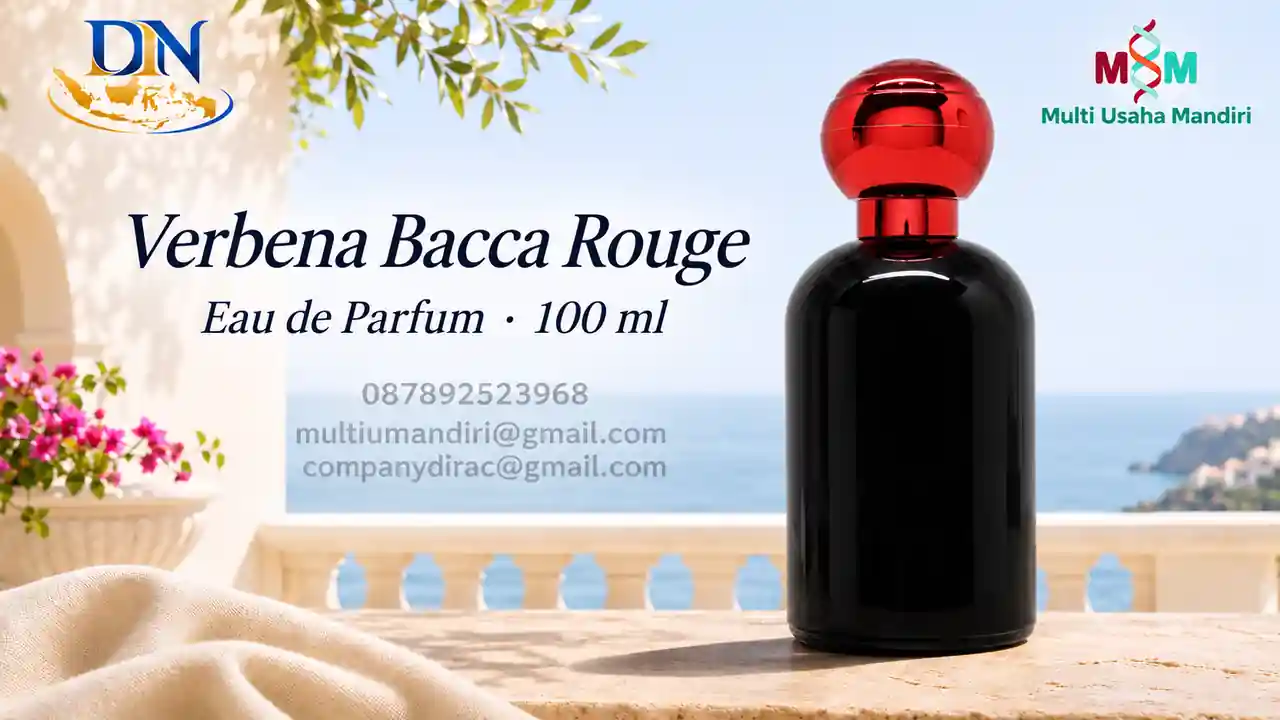 DN
MSM
Multi Usaha Mandiri
Verbena Bacca Rouge
Eau de Parfum · 100 ml
087892523968
multiumandiri@gmail.com
companydirac@gmail.com